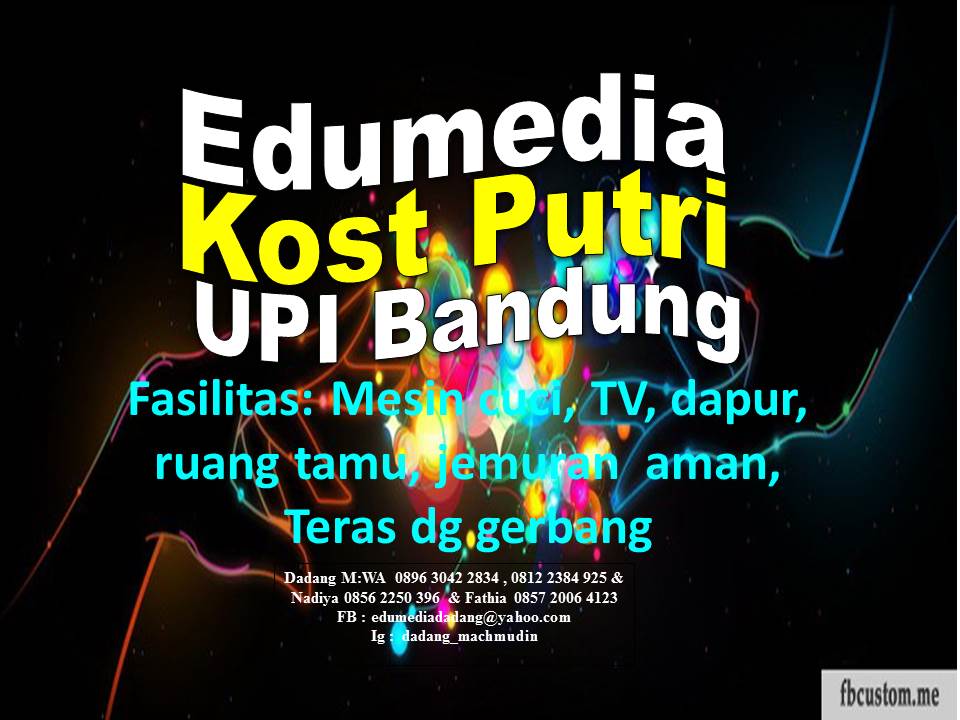 Edumedia
Kost Putri
UPI Bandung
Fasilitas: Mesin cuci, TV, dapur,
ruang tamu, jemuran aman,
Teras dg gerbang
Dadang M:WA 0896 3042 2834 , 0812 2384 925 &
Nadiya 0856 2250 396 & Fathia 0857 2006 4123
FB : edumediadadang@yahoo.com
Ig : dadang_machmudin
fbcustom.me